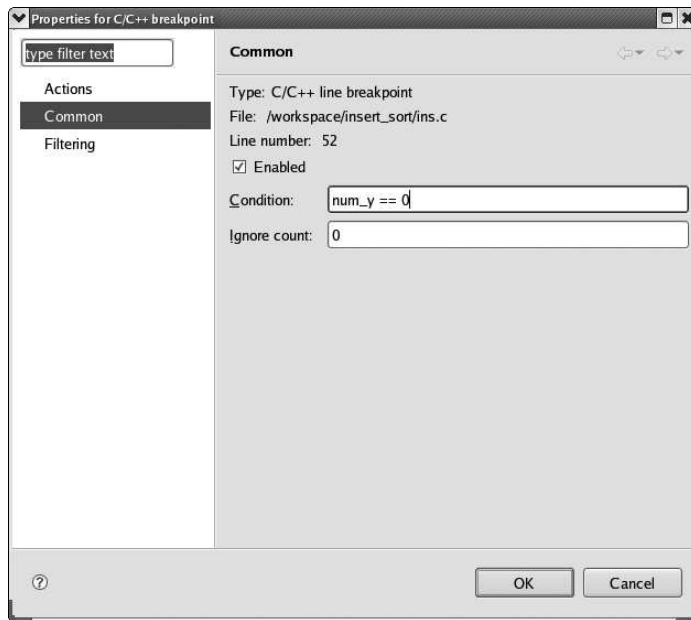 Properties for C/C++ breakpoint
type filter text
Actions
Common
Filtering
Common
Type: C/C++ line breakpoint
File: /workspace/insert_sort/ins.c
Line number: 52
Enabled
Condition: num_y == 0
Ignore count: 0
?
OK
Cancel